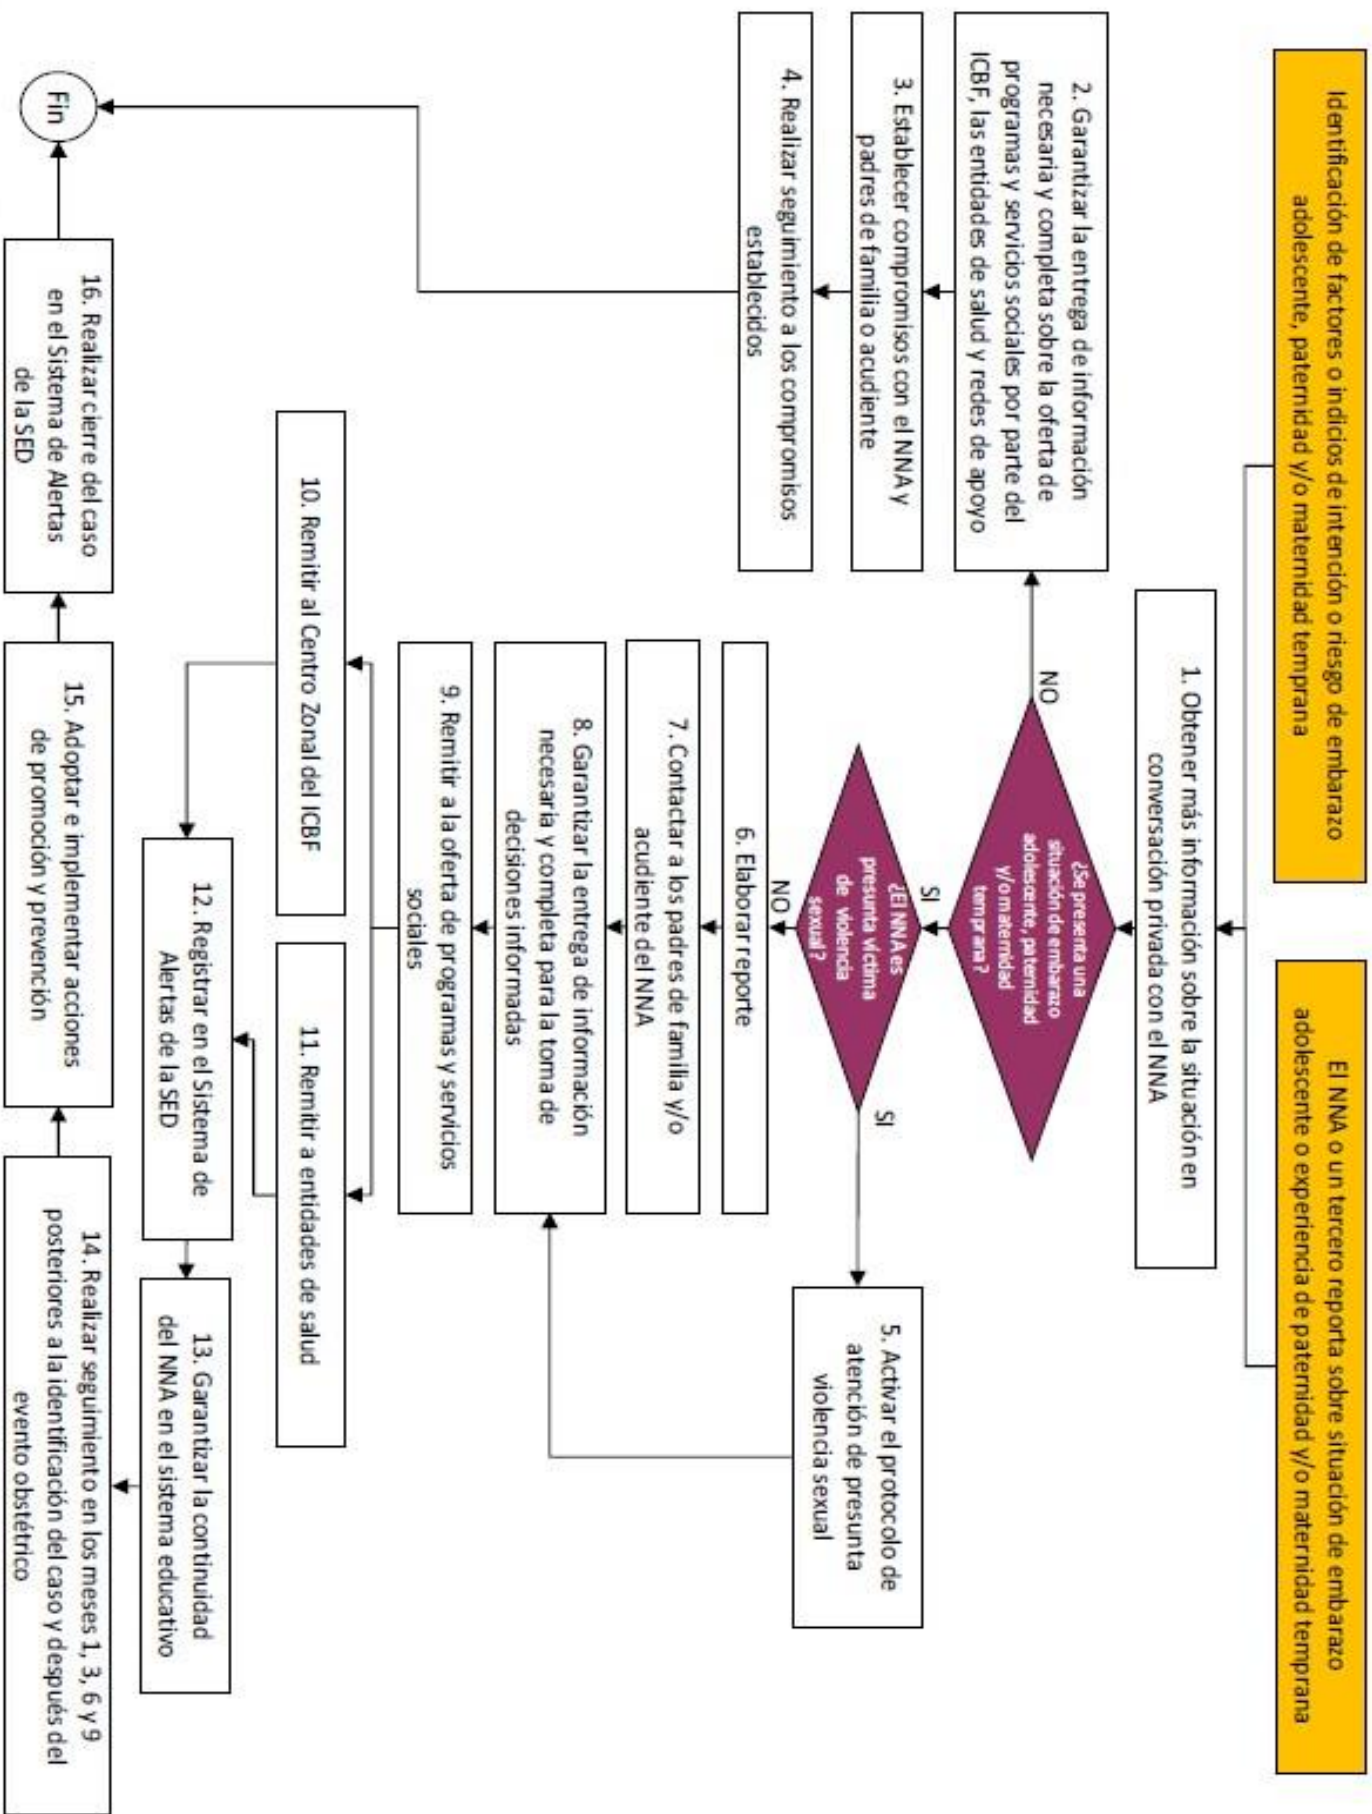 Identificación de factores o indicios de intención o riesgo de embarazo
adolescente, paternidad y/o maternidad temprana
El NNA o un tercero reporta sobre situación de embarazo
adolescente o experiencia de paternidad y/o maternidad temprana
1. Obtener más información sobre la situación en
conversación privada con el NNA
¿Se presenta una
situación de embarazo
adolescente, paternidad
y/o maternidad
temprana?
NO
SI
2. Garantizar la entrega de información
necesaria y completa sobre la oferta de
programas y servicios sociales por parte del
ICBF, las entidades de salud y redes de apoyo
3. Establecer compromisos con el NNA y
padres de familia o acudiente
4. Realizar seguimiento a los compromisos
establecidos
¿El NNA es
presunta víctima
de violencia
sexual?
SI
NO
5. Activar el protocolo de
atención de presunta
violencia sexual
6. Elaborar reporte
7. Contactar a los padres de familia y/o
acudiente del NNA
8. Garantizar la entrega de información
necesaria y completa para la toma de
decisiones informadas
9. Remitir a la oferta de programas y servicios
sociales
10. Remitir al Centro Zonal del ICBF
11. Remitir a entidades de salud
12. Registrar en el Sistema de
Alertas de la SED
13. Garantizar la continuidad
del NNA en el sistema educativo
14. Realizar seguimiento en los meses 1, 3, 6 y 9
posteriores a la identificación del caso y después del
evento obstétrico
15. Adoptar e implementar acciones
de promoción y prevención
16. Realizar cierre del caso
en el Sistema de Alertas
de la SED
Fin